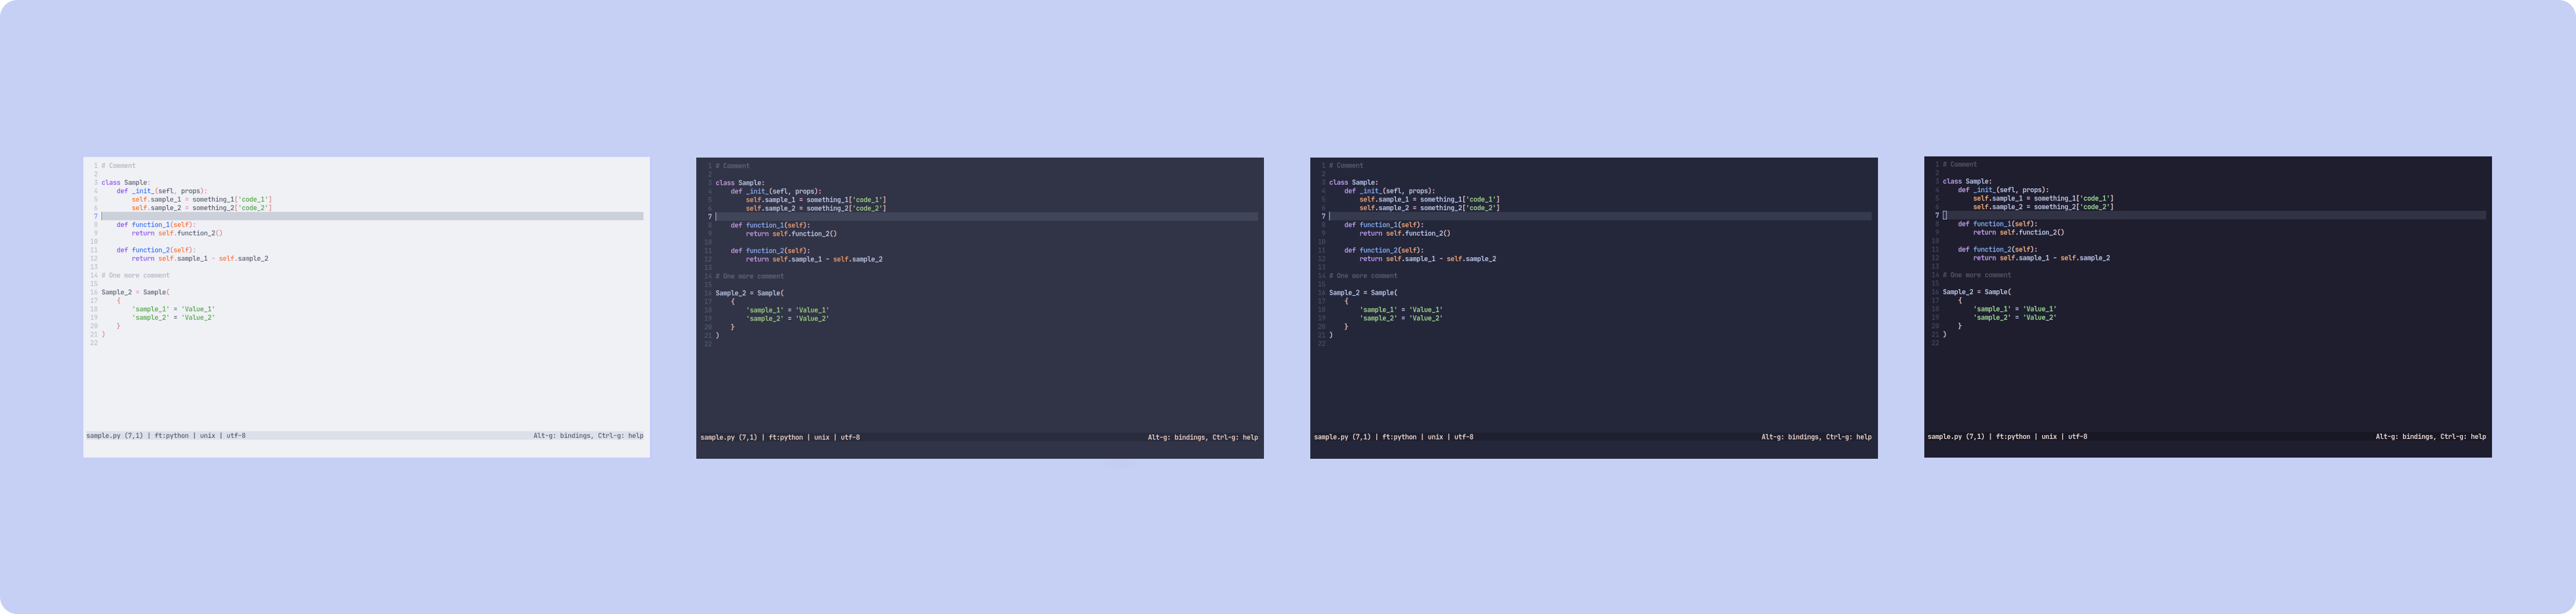 1 # Comment
2
3 class Sample:
4     def _init_(sefl, props):
5         self.sample_1 = something_1['code_1']
6         self.sample_2 = something_2['code_2']
7
8     def function_1(self):
9         return self.function_2()
10
11     def function_2(self):
12         return self.sample_1 - self.sample_2
13
14 # One more comment
15
16 Sample_2 = Sample(
17     {
18         'sample_1' = 'Value_1'
19         'sample_2' = 'Value_2'
20     }
21 )
22
sample.py (7,1) | ft:python | unix | utf-8 Alt-g: bindings, Ctrl-g: help
1 # Comment
2
3 class Sample:
4     def _init_(sefl, props):
5         self.sample_1 = something_1['code_1']
6         self.sample_2 = something_2['code_2']
7
8     def function_1(self):
9         return self.function_2()
10
11     def function_2(self):
12         return self.sample_1 - self.sample_2
13
14 # One more comment
15
16 Sample_2 = Sample(
17     {
18         'sample_1' = 'Value_1'
19         'sample_2' = 'Value_2'
20     }
21 )
22
sample.py (7,1) | ft:python | unix | utf-8 Alt-g: bindings, Ctrl-g: help
1 # Comment
2
3 class Sample:
4     def _init_(sefl, props):
5         self.sample_1 = something_1['code_1']
6         self.sample_2 = something_2['code_2']
7
8     def function_1(self):
9         return self.function_2()
10
11     def function_2(self):
12         return self.sample_1 - self.sample_2
13
14 # One more comment
15
16 Sample_2 = Sample(
17     {
18         'sample_1' = 'Value_1'
19         'sample_2' = 'Value_2'
20     }
21 )
22
sample.py (7,1) | ft:python | unix | utf-8 Alt-g: bindings, Ctrl-g: help
1 # Comment
2
3 class Sample:
4     def _init_(sefl, props):
5         self.sample_1 = something_1['code_1']
6         self.sample_2 = something_2['code_2']
7
8     def function_1(self):
9         return self.function_2()
10
11     def function_2(self):
12         return self.sample_1 - self.sample_2
13
14 # One more comment
15
16 Sample_2 = Sample(
17     {
18         'sample_1' = 'Value_1'
19         'sample_2' = 'Value_2'
20     }
21 )
22
sample.py (7,1) | ft:python | unix | utf-8 Alt-g: bindings, Ctrl-g: help